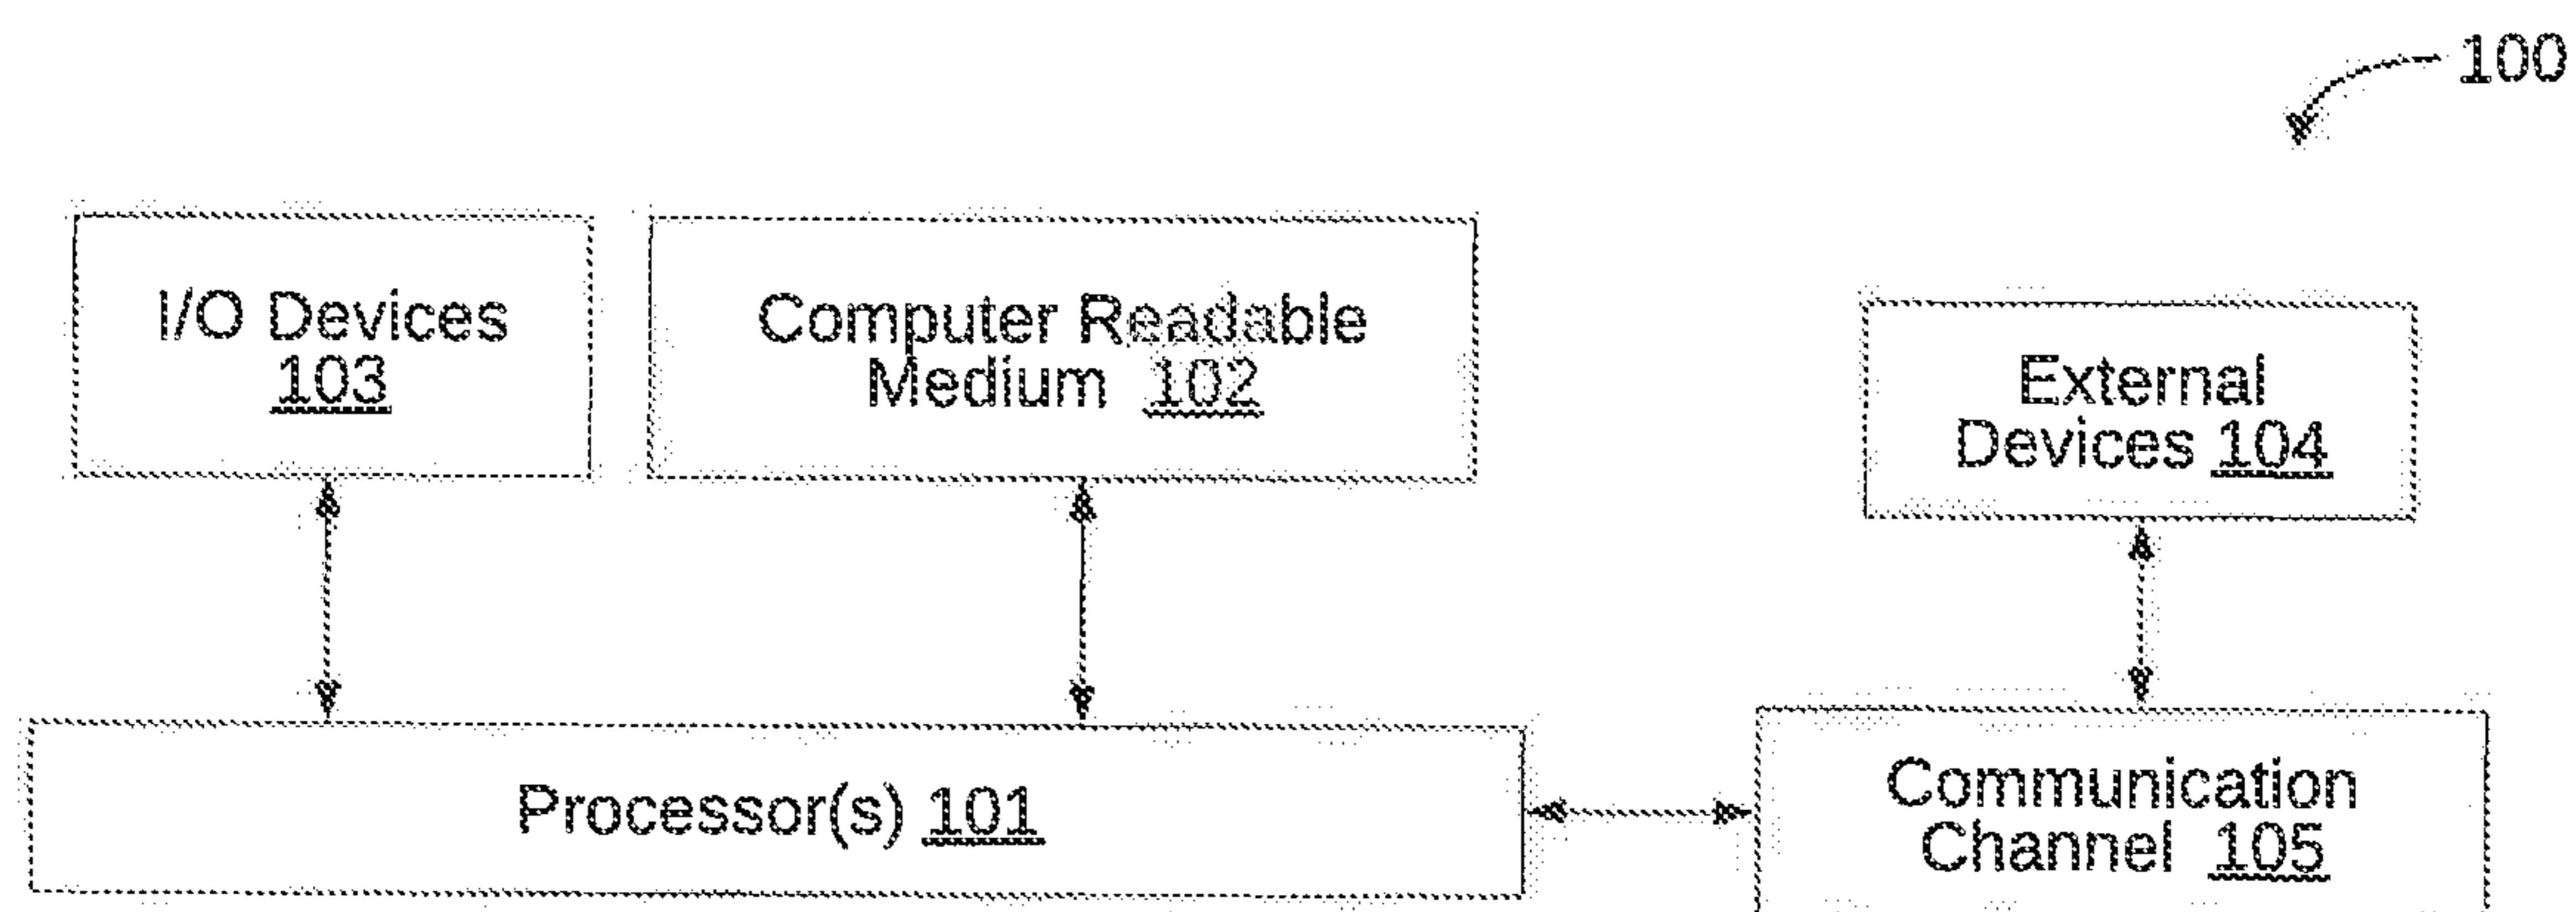 100
I/O Devices
103
Computer Readable
Medium 102
External
Devices 104
Processor(s) 101
Communication
Channel 105